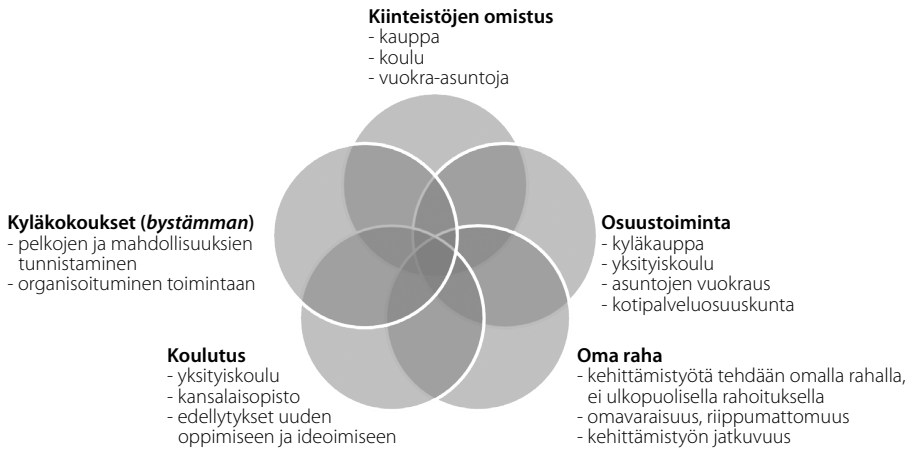 Kiinteistöjen omistus
- kauppa
- koulu
- vuokra-asuntoja
Kyläkokoukset (bystämman)
- pelkojen ja mahdollisuuksien
tunnistaminen
- organisoituminen toimintaan
Osuustoiminta
- kyläkauppa
- yksityiskoulu
- asuntojen vuokraus
- kotipalveluosuuskunta
Koulutus
- yksityiskoulu
- kansalaisopisto
- edellytykset uuden
oppimiseen ja ideoimiseen
Oma raha
- kehittämistyötä tehdään omalla rahalla,
ei ulkopuolisella rahoituksella
- omavaraisuus, riippumattomuus
- kehittämistyön jatkuvuus